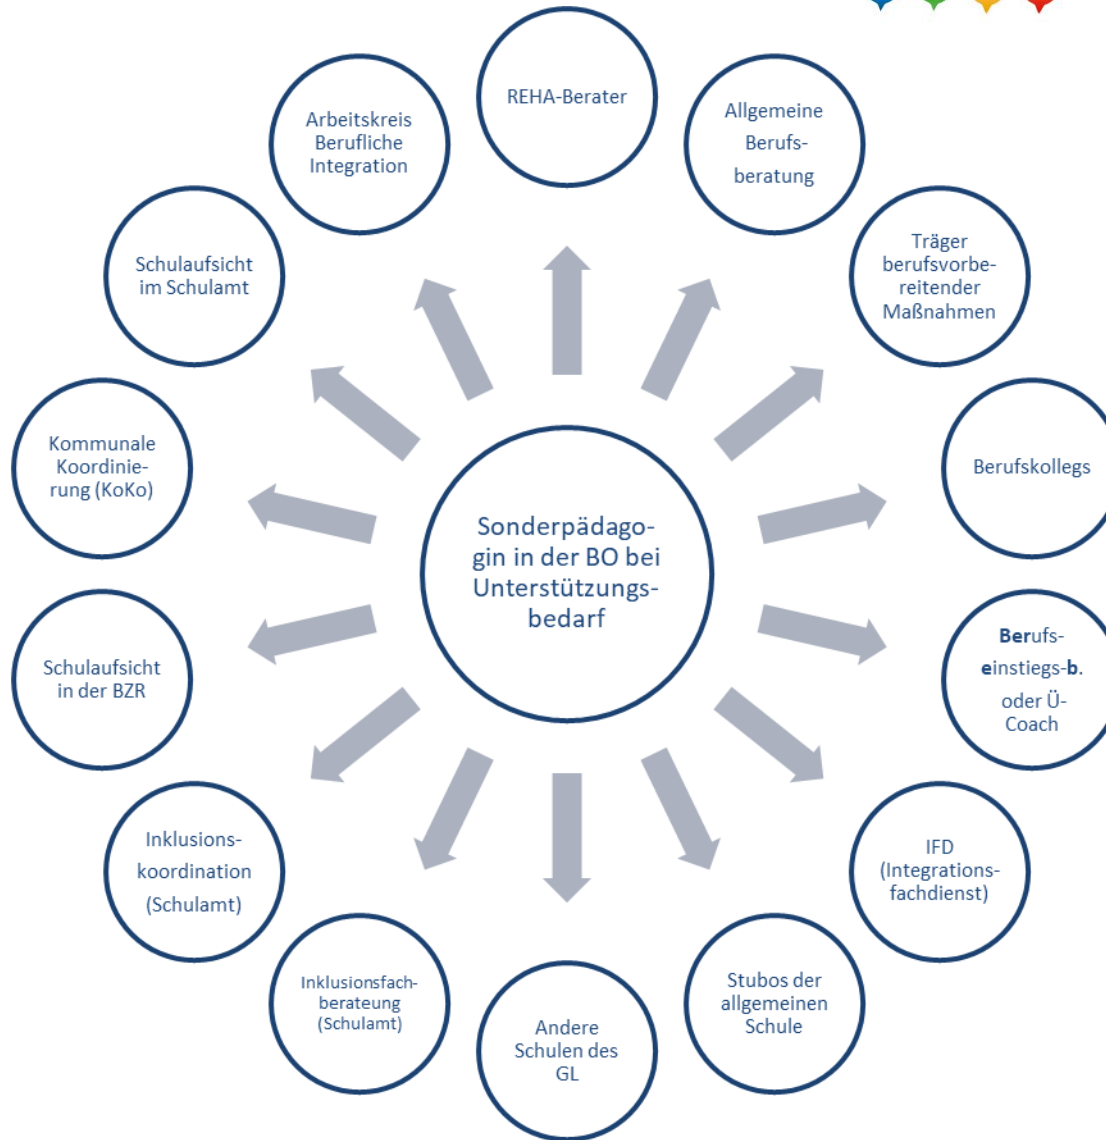 REHA-Berater
Allgemeine
Berufs-
beratung
Träger
berufsvorbe-
reitender
Maßnahmen
Berufskollegs
Berufs-
einstiegs-b.
oder Ü-
Coach
IFD
(Integrations-
fachdienst)
Stubos der
allgemeinen
Schule
Andere
Schulen des
GL
Inklusionsfach-
berateung
(Schulamt)
Inklusions-
koordination
(Schulamt)
Schulaufsicht
in der BZR
Kommunale
Koordinie-
rung (KoKo)
Schulaufsicht
im Schulamt
Arbeitskreis
Berufliche
Integration
Sonderpädago-
gin in der BO bei
Unterstützungs-
bedarf